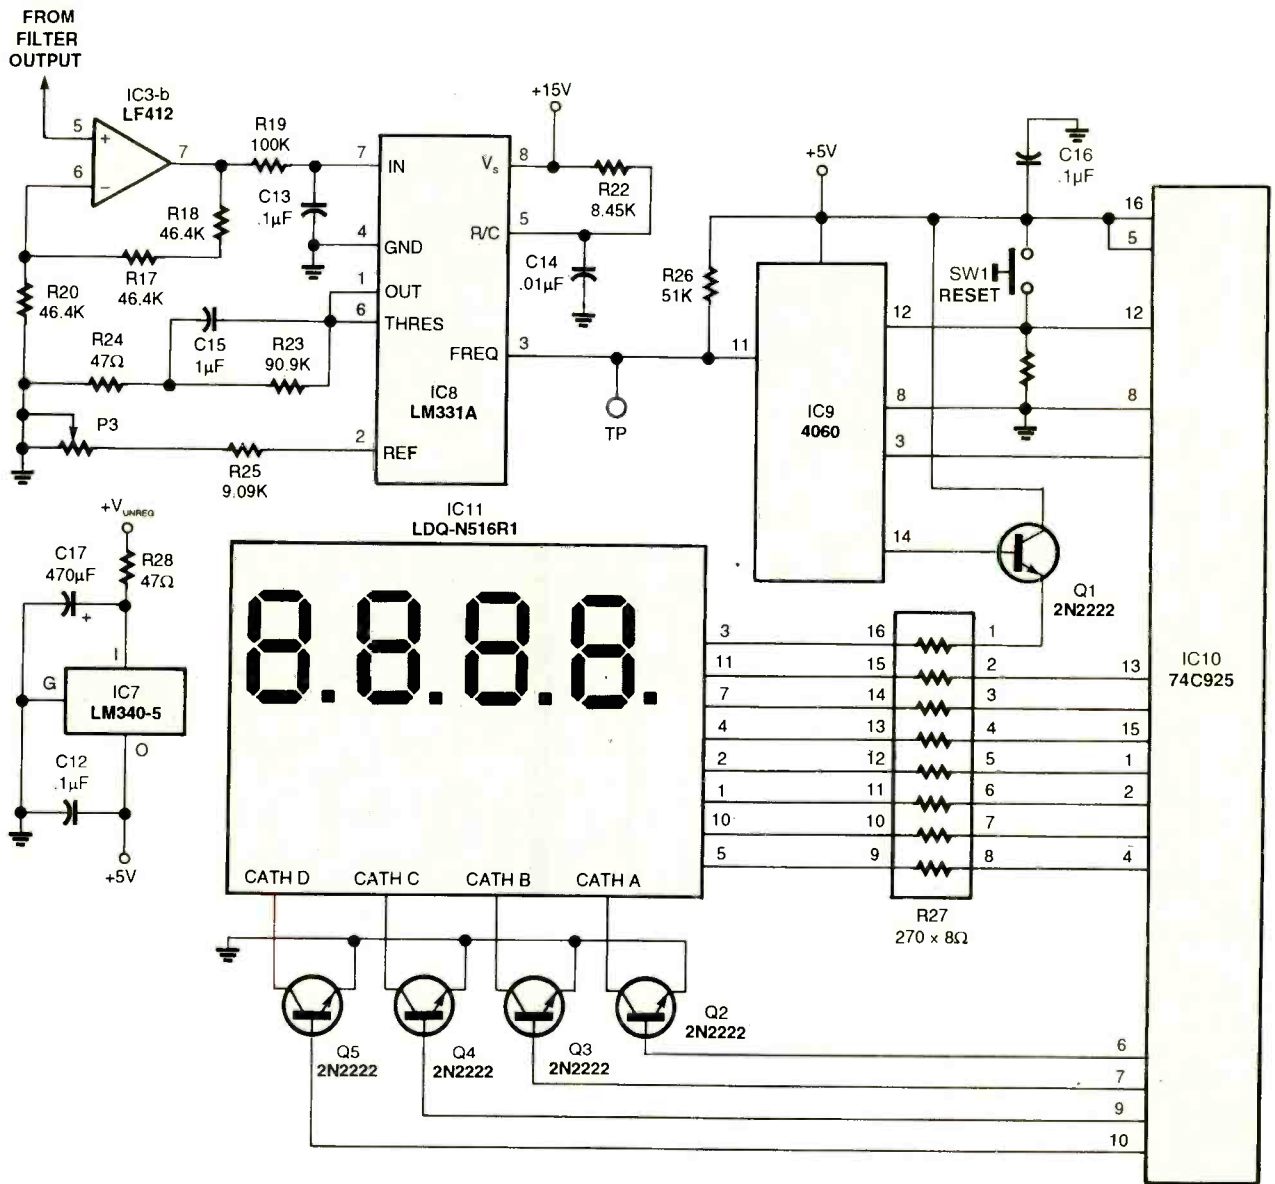 FROM
FILTER
OUTPUT
IC3-b
LF412
5
+
6
−
7
R19
100K
R18
46.4K
R17
46.4K
R20
46.4K
C13
.1µF
R24
47Ω
C15
1µF
R23
90.9K
P3
R25
9.09K
7
IN
4
GND
1
OUT
6
THRES
2
REF
Vs
8
R/C
5
FREQ
3
IC8
LM331A
+15V
R22
8.45K
C14
.01µF
TP
R26
51K
+5V
11
IC9
4060
12
8
3
14
C16
.1µF
SW1
RESET
16
5
12
8
Q1
2N2222
IC10
74C925
+VUNREG
C17
470µF
+
R28
47Ω
I
G
IC7
LM340-5
O
C12
.1µF
+5V
IC11
LDQ-N516R1
8.8.8.8.
CATH D
CATH C
CATH B
CATH A
3 16 1
11 15 2 13
7 14 3
4 13 4 15
2 12 5 1
1 11 6 2
10 10 7
5 9 8 4
R27
270 x 8Ω
Q5
2N2222
Q4
2N2222
Q3
2N2222
Q2
2N2222
6
7
9
10